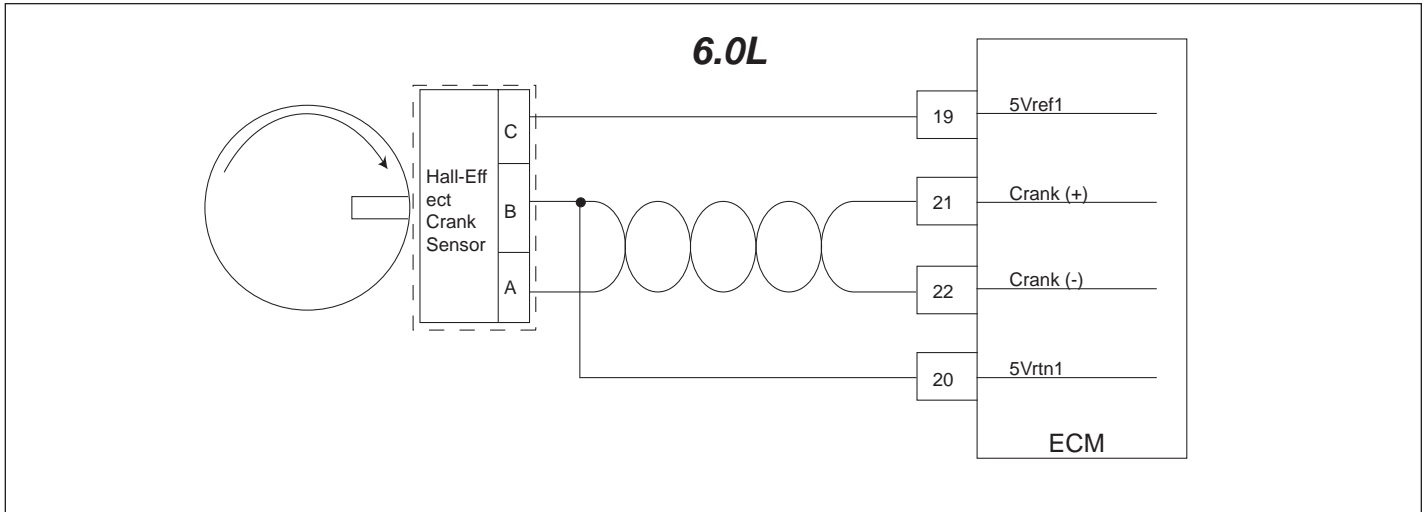 6.0L
Hall-Eff
ect
Crank
Sensor
C
B
A
19
5Vref1
21
Crank (+)
22
Crank (-)
20
5Vrtn1
ECM